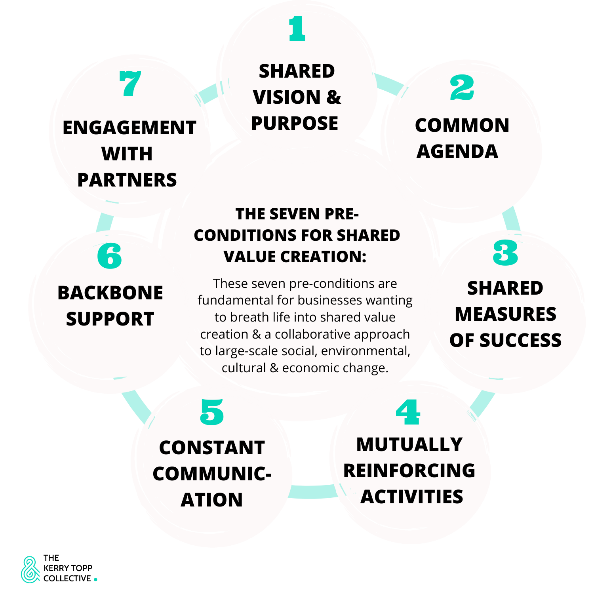 1
SHARED
VISION &
PURPOSE
2
COMMON
AGENDA
3
SHARED
MEASURES
OF SUCCESS
4
MUTUALLY
REINFORCING
ACTIVITIES
5
CONSTANT
COMMUNIC-
ATION
6
BACKBONE
SUPPORT
7
ENGAGEMENT
WITH
PARTNERS
THE SEVEN PRE-
CONDITIONS FOR SHARED
VALUE CREATION:
These seven pre-conditions are
fundamental for businesses wanting
to breath life into shared value
creation & a collaborative approach
to large-scale social, environmental,
cultural & economic change.
THE
KERRY TOPP
COLLECTIVE.